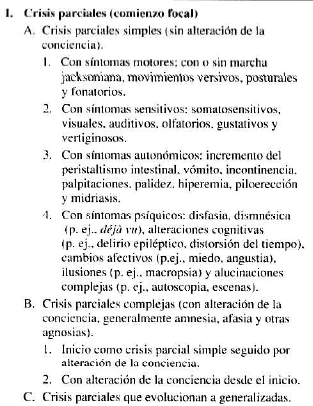 I. Crisis parciales (comienzo focal)
A. Crisis parciales simples (sin alteración de la
conciencia).
1. Con síntomas motores; con o sin marcha
jacksoniana, movimientos versivos, posturales
y fonatorios.
2. Con síntomas sensitivos: somatosensitivos,
visuales, auditivos, olfatorios, gustativos y
vertiginosos.
3. Con síntomas autonómicos: incremento del
peristaltismo intestinal, vómito, incontinencia,
palpitaciones, palidez, hiperemia, piloerección
y midriasis.
4. Con síntomas psíquicos: disfasia, dismnésica
(p. ej., déjà vu), alteraciones cognitivas
(p. ej., delirio epiléptico, distorsión del tiempo),
cambios afectivos (p.ej., miedo, angustia),
ilusiones (p. ej., macropsia) y alucinaciones
complejas (p. ej., autoscopia, escenas).
B. Crisis parciales complejas (con alteración de la
conciencia, generalmente amnesia, afasia y otras
agnosias).
1. Inicio como crisis parcial simple seguido por
alteración de la conciencia.
2. Con alteración de la conciencia desde el inicio.
C. Crisis parciales que evolucionan a generalizadas.